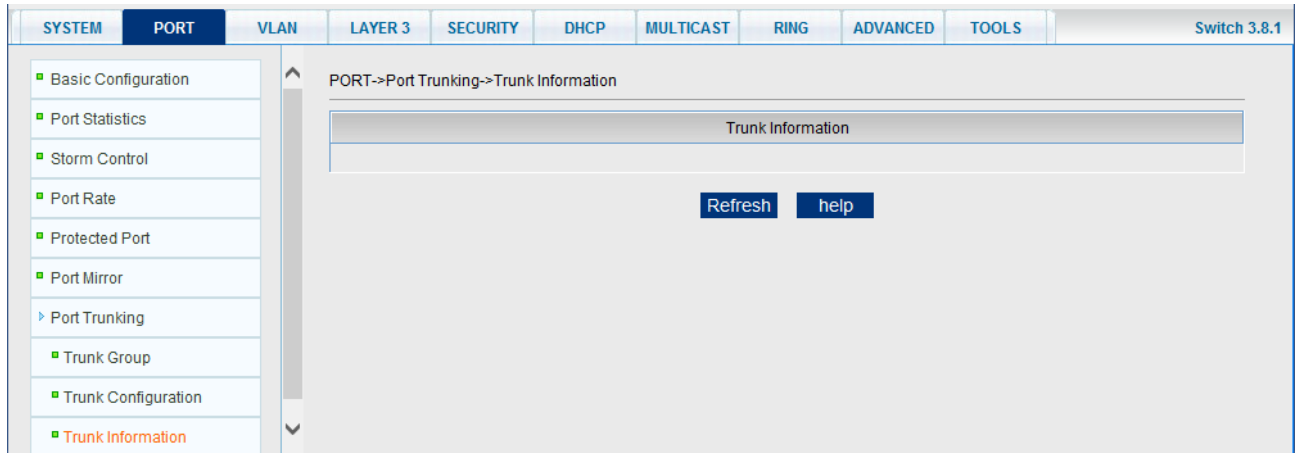 SYSTEM PORT VLAN LAYER 3 SECURITY DHCP MULTICAST RING ADVANCED TOOLS Switch 3.8.1
Basic Configuration
Port Statistics
Storm Control
Port Rate
Protected Port
Port Mirror
Port Trunking
Trunk Group
Trunk Configuration
Trunk Information
PORT->Port Trunking->Trunk Information
Trunk Information
Refresh help